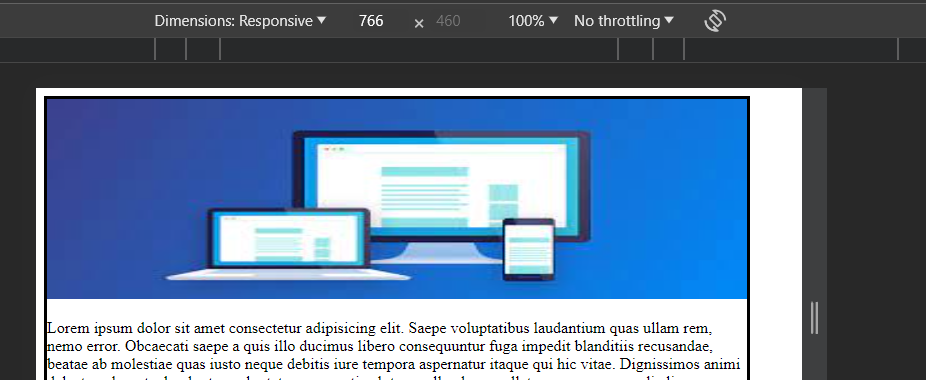 Dimensions: Responsive ▼ 766 × 460 100% ▼ No throttling ▼
Lorem ipsum dolor sit amet consectetur adipisicing elit. Saepe voluptatibus laudantium quas ullam rem,
nemo error. Obcaecati saepe a quis illo ducimus libero consequuntur fuga impedit blanditiis recusandae,
beatae ab molestiae quas iusto neque debitis iure tempora aspernatur itaque qui hic vitae. Dignissimos animi